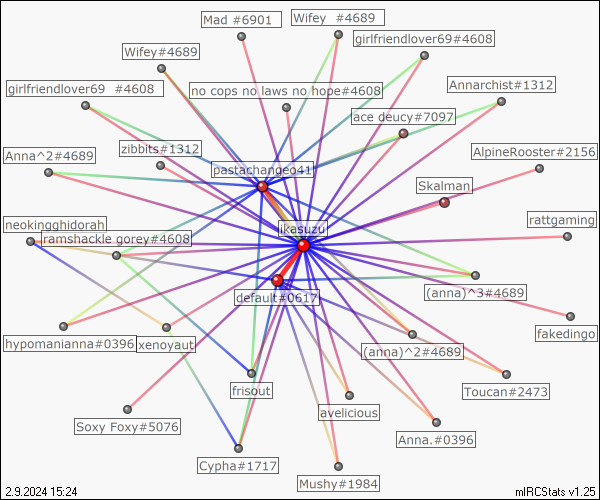 Mad #6901
Wifey  #4689
girlfriendlover69#4608
Wifey#4689
girlfriendlover69  #4608
no cops no laws no hope#4608
Annarchist#1312
ace deucy#7097
Anna^2#4689
zibbits#1312
AlpineRooster#2156
pastachangeo41
Skalman
neokingghidorah
ramshackle gorey#4608
ikasuzu
rattgaming
default#0617
(anna)^3#4689
hypomanianna#0396
xenoyaut
(anna)^2#4689
fakedingo
frisout
Toucan#2473
avelicious
Soxy Foxy#5076
Anna.#0396
Cypha#1717
Mushy#1984
2.9.2024 15:24
mIRCStats v1.25